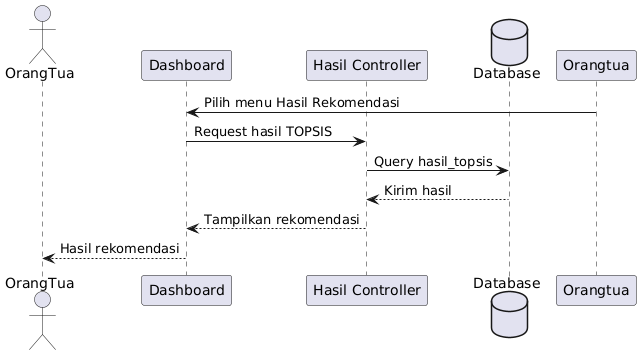 OrangTua
Dashboard
Hasil Controller
Database
Orangtua
Pilih menu Hasil Rekomendasi
Request hasil TOPSIS
Query hasil_topsis
Kirim hasil
Tampilkan rekomendasi
Hasil rekomendasi
OrangTua
Dashboard
Hasil Controller
Database
Orangtua